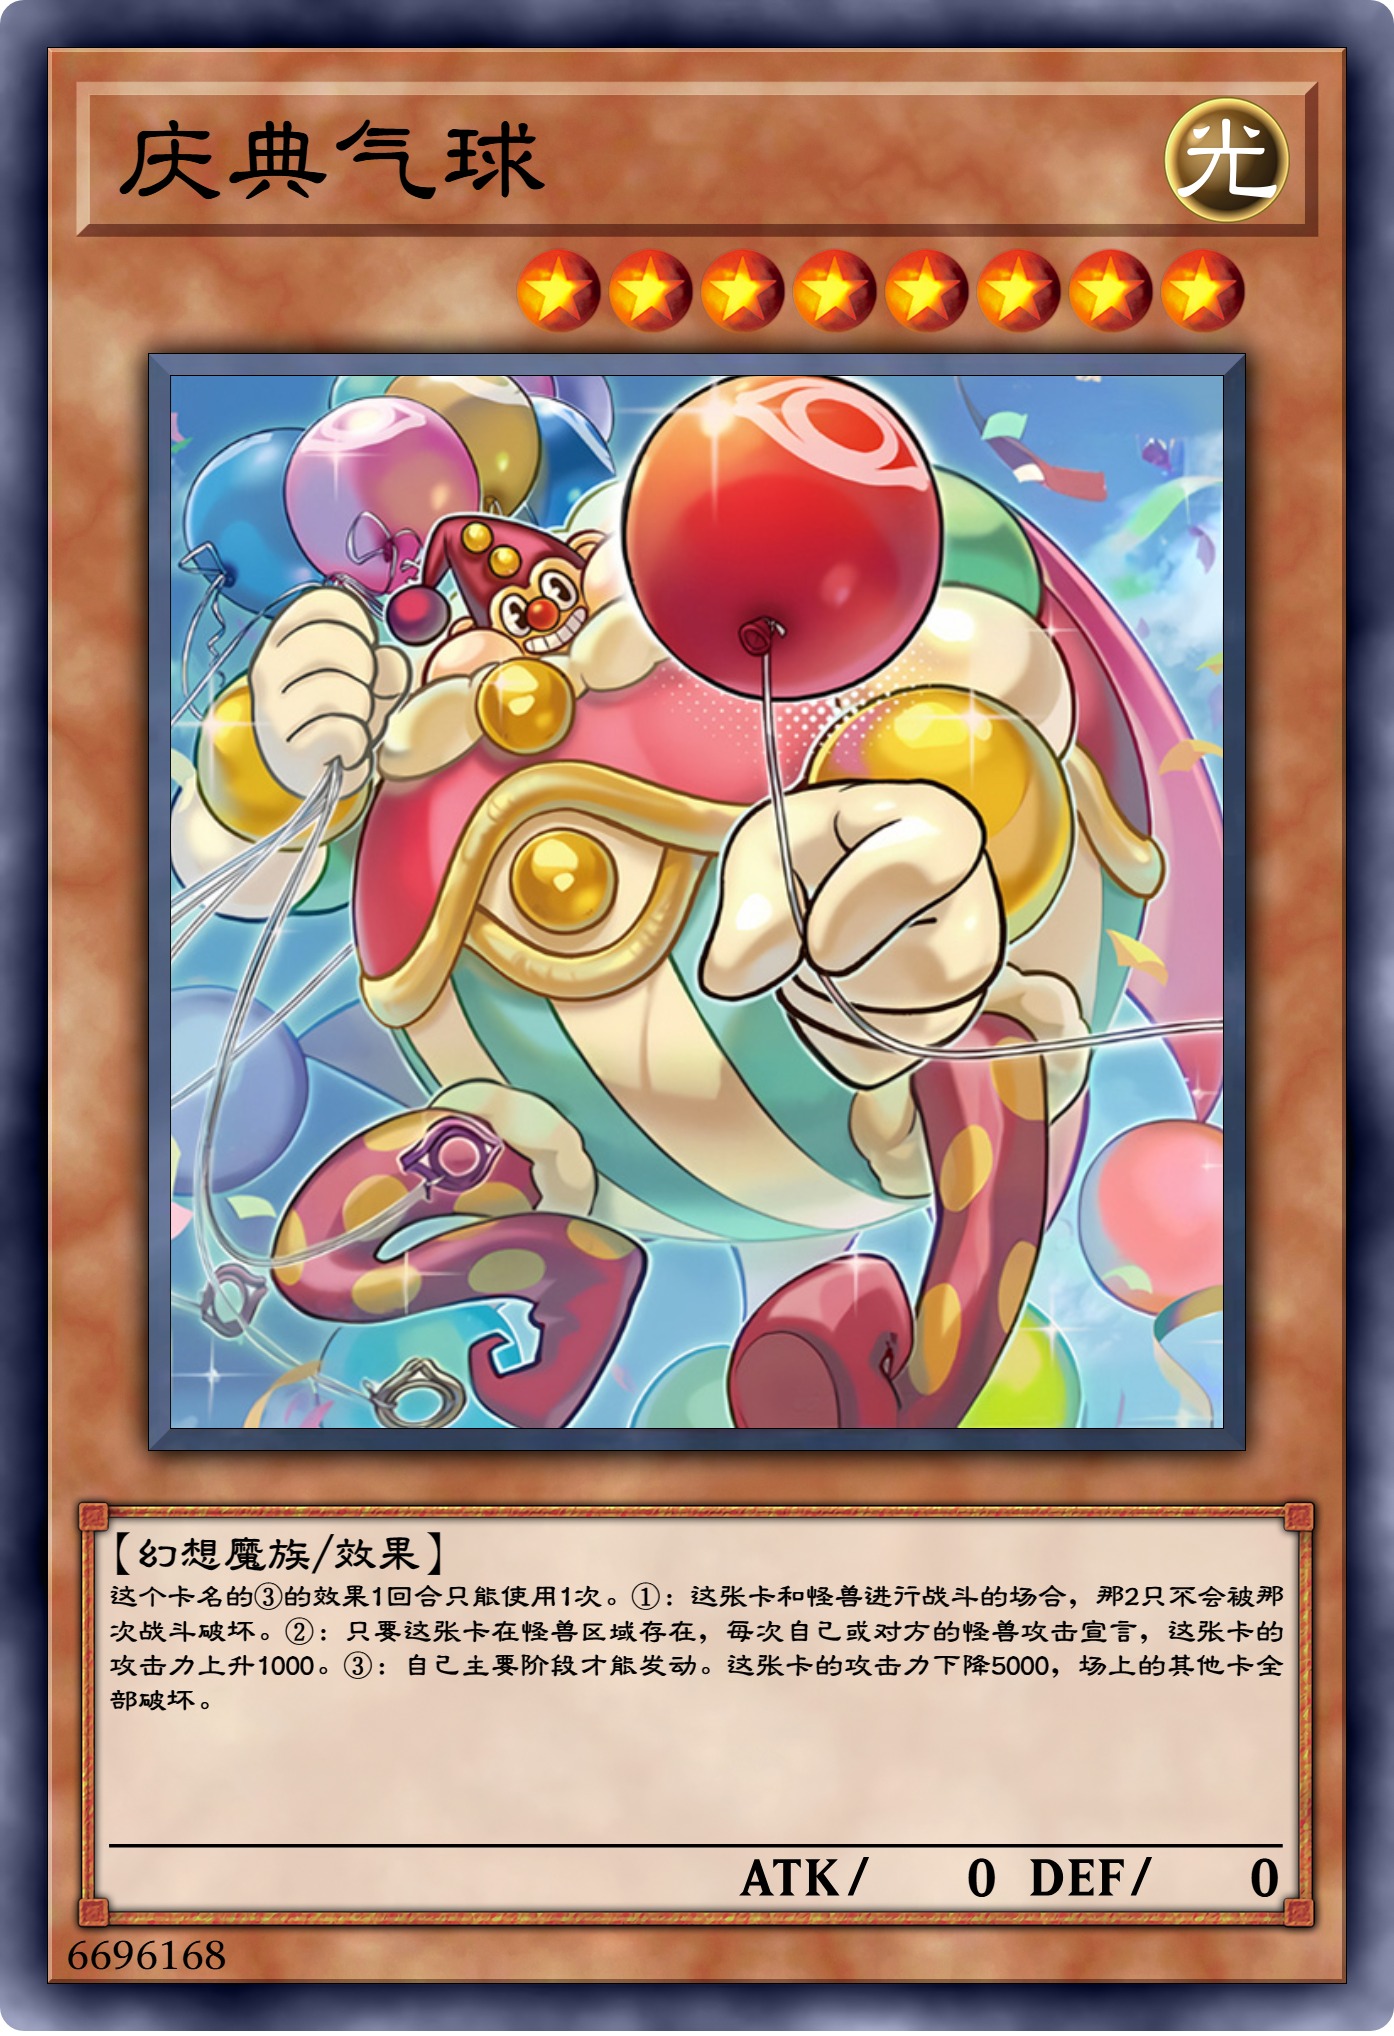 庆典气球
光
【幻想魔族/效果】
这个卡名的③的效果1回合只能使用1次。①：这张卡和怪兽进行战斗的场合，那2只不会被那
次战斗破坏。②：只要这张卡在怪兽区域存在，每次自己或对方的怪兽攻击宣言，这张卡的
攻击力上升1000。③：自己主要阶段才能发动。这张卡的攻击力下降5000，场上的其他卡全
部破坏。
ATK/ 0 DEF/ 0
6696168